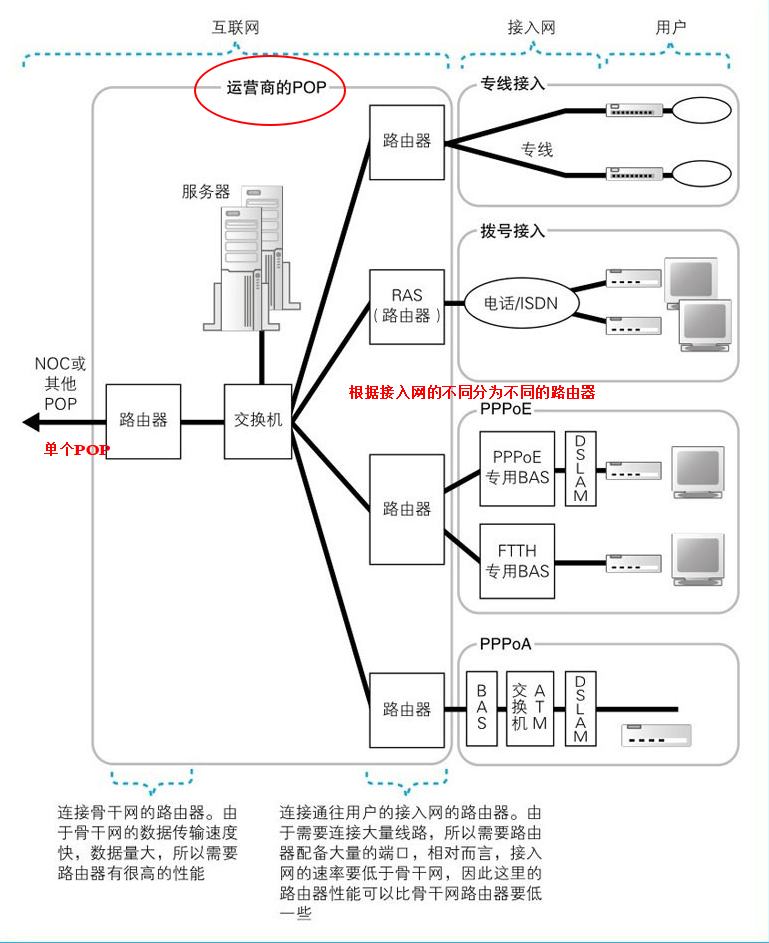 互联网
接入网
用户
运营商的POP
专线接入
路由器
专线
服务器
拨号接入
RAS
（路由器）
电话/ISDN
NOC或
其他
POP
路由器
交换机
单个POP
根据接入网的不同分为不同的路由器
PPPoE
路由器
PPPoE
专用BAS
DSLAM
FTTH
专用BAS
PPPoA
路由器
BAS
ATM
交换机
DSLAM
连接骨干网的路由器。由
于骨干网的数据传输速度
快，数据量大，所以需要
路由器有很高的性能
连接通往用户的接入网的路由器。由
于需要连接大量线路，所以需要路由
器配备大量的端口，相对而言，接入
网的速率要低于骨干网，因此这里的
路由器性能可以比骨干网路由器要低
一些